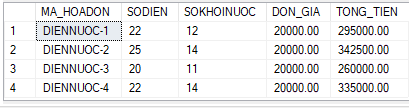 MA_HOADON SODIEN SOKHOINUOC DON_GIA TONG_TIEN
1 DIENNUOC-1 22 12 20000.00 295000.00
2 DIENNUOC-2 25 14 20000.00 342500.00
3 DIENNUOC-3 20 11 20000.00 260000.00
4 DIENNUOC-4 22 14 20000.00 335000.00